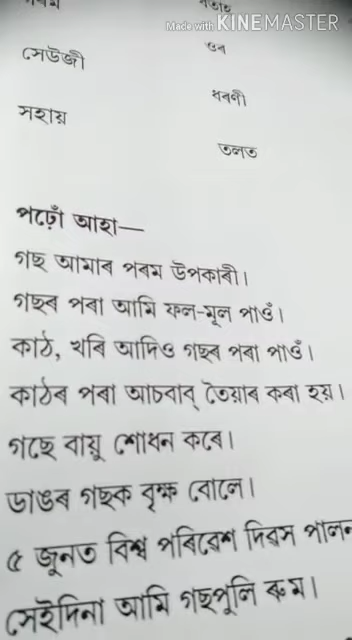 Made with KINEMASTER
সেউজী
ধৰণী
সহায়
তলত
পঢ়োঁ আহা—
গছ আমাৰ পৰম উপকাৰী।
গছৰ পৰা আমি ফল-মূল পাওঁ।
কাঠ, খৰি আদিও গছৰ পৰা পাওঁ।
কাঠৰ পৰা আচবাব্ তৈয়াৰ কৰা হয়।
গছে বায়ু শোধন কৰে।
ডাঙৰ গছক বৃক্ষ বোলে।
৫ জুনত বিশ্ব পৰিৱেশ দিৱস পালন
সেইদিনা আমি গছপুলি ৰুম।